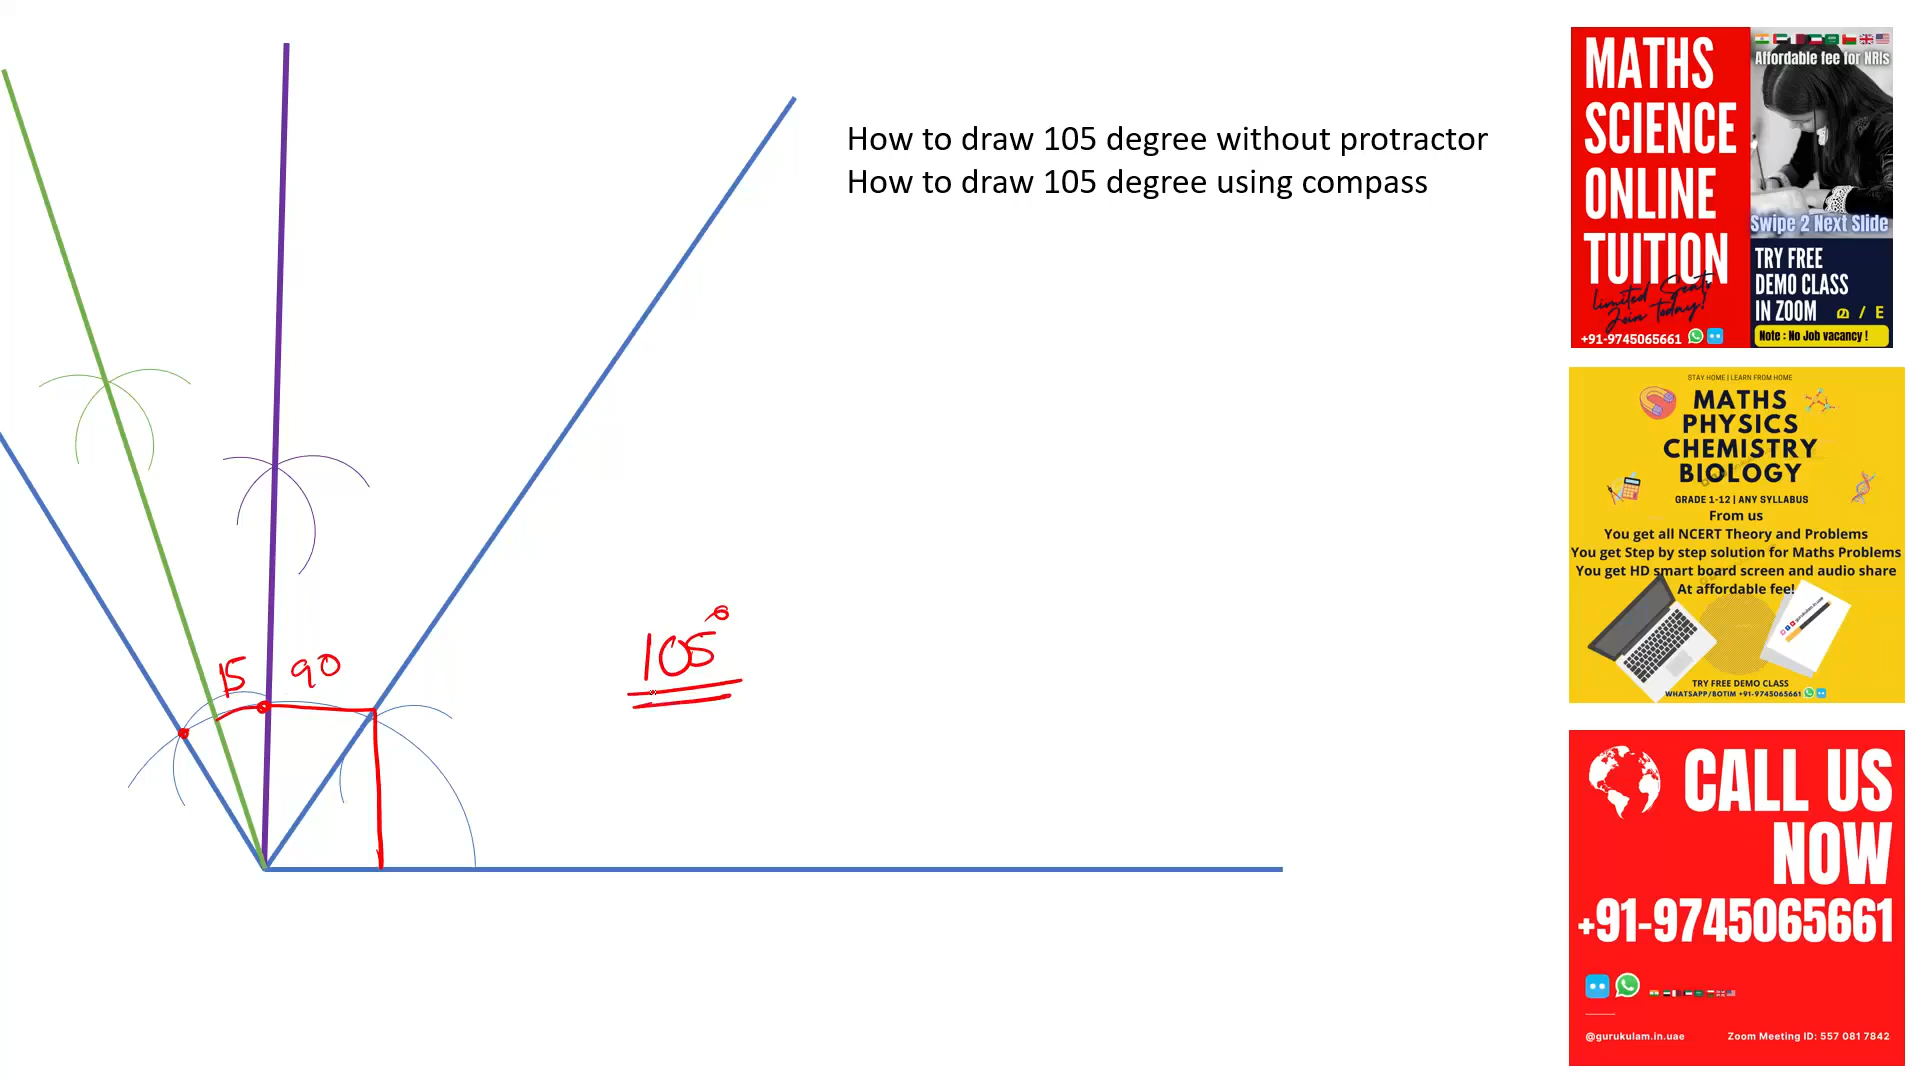 How to draw 105 degree without protractor
How to draw 105 degree using compass
15
90
105°
MATHS
SCIENCE
ONLINE
TUITION
Limited Seats
Join Today!
+91-9745065661
Affordable fee for NRIs
Swipe 2 Next Slide
TRY FREE
DEMO CLASS
IN ZOOM
മ / E
Note : No Job vacancy !
STAY HOME | LEARN FROM HOME
MATHS
PHYSICS
CHEMISTRY
BIOLOGY
GRADE 1-12 | ANY SYLLABUS
From us
You get all NCERT Theory and Problems
You get Step by step solution for Maths Problems
You get HD smart board screen and audio share
At affordable fee!
TRY FREE DEMO CLASS
WHATSAPP/BOTIM +91-9745065661
CALL US
NOW
+91-9745065661
@gurukulam.in.uae
Zoom Meeting ID: 557 081 7842